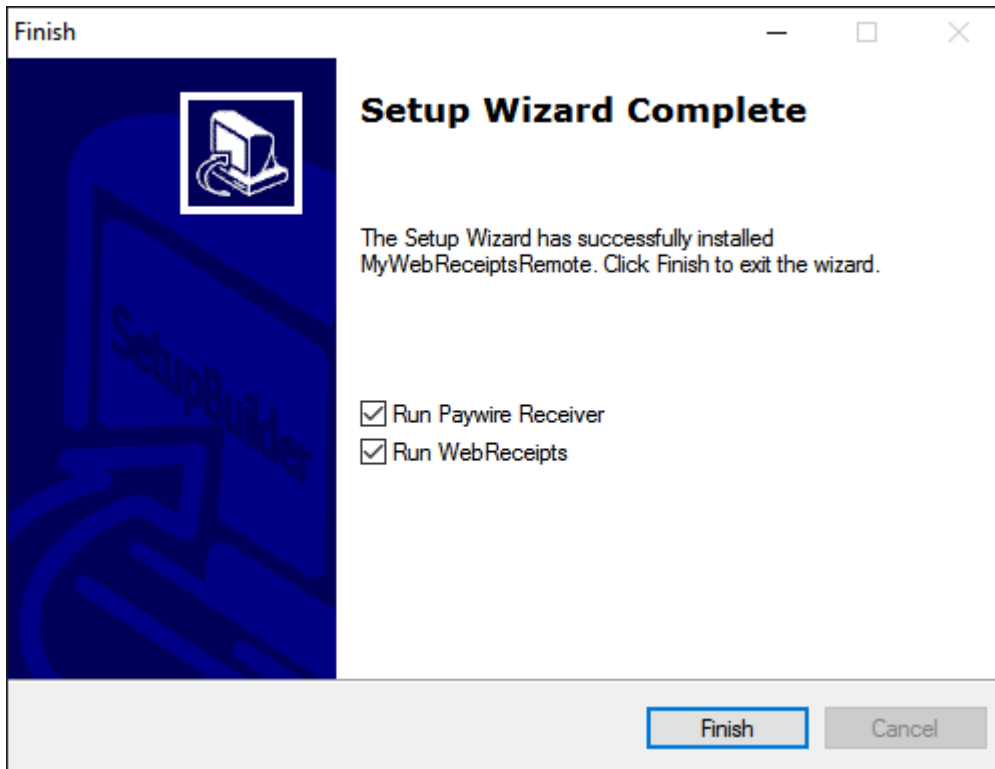 Finish
Setup Wizard Complete
The Setup Wizard has successfully installed
MyWebReceiptsRemote. Click Finish to exit the wizard.
SetupBuilder
Run Paywire Receiver
Run WebReceipts
Finish
Cancel